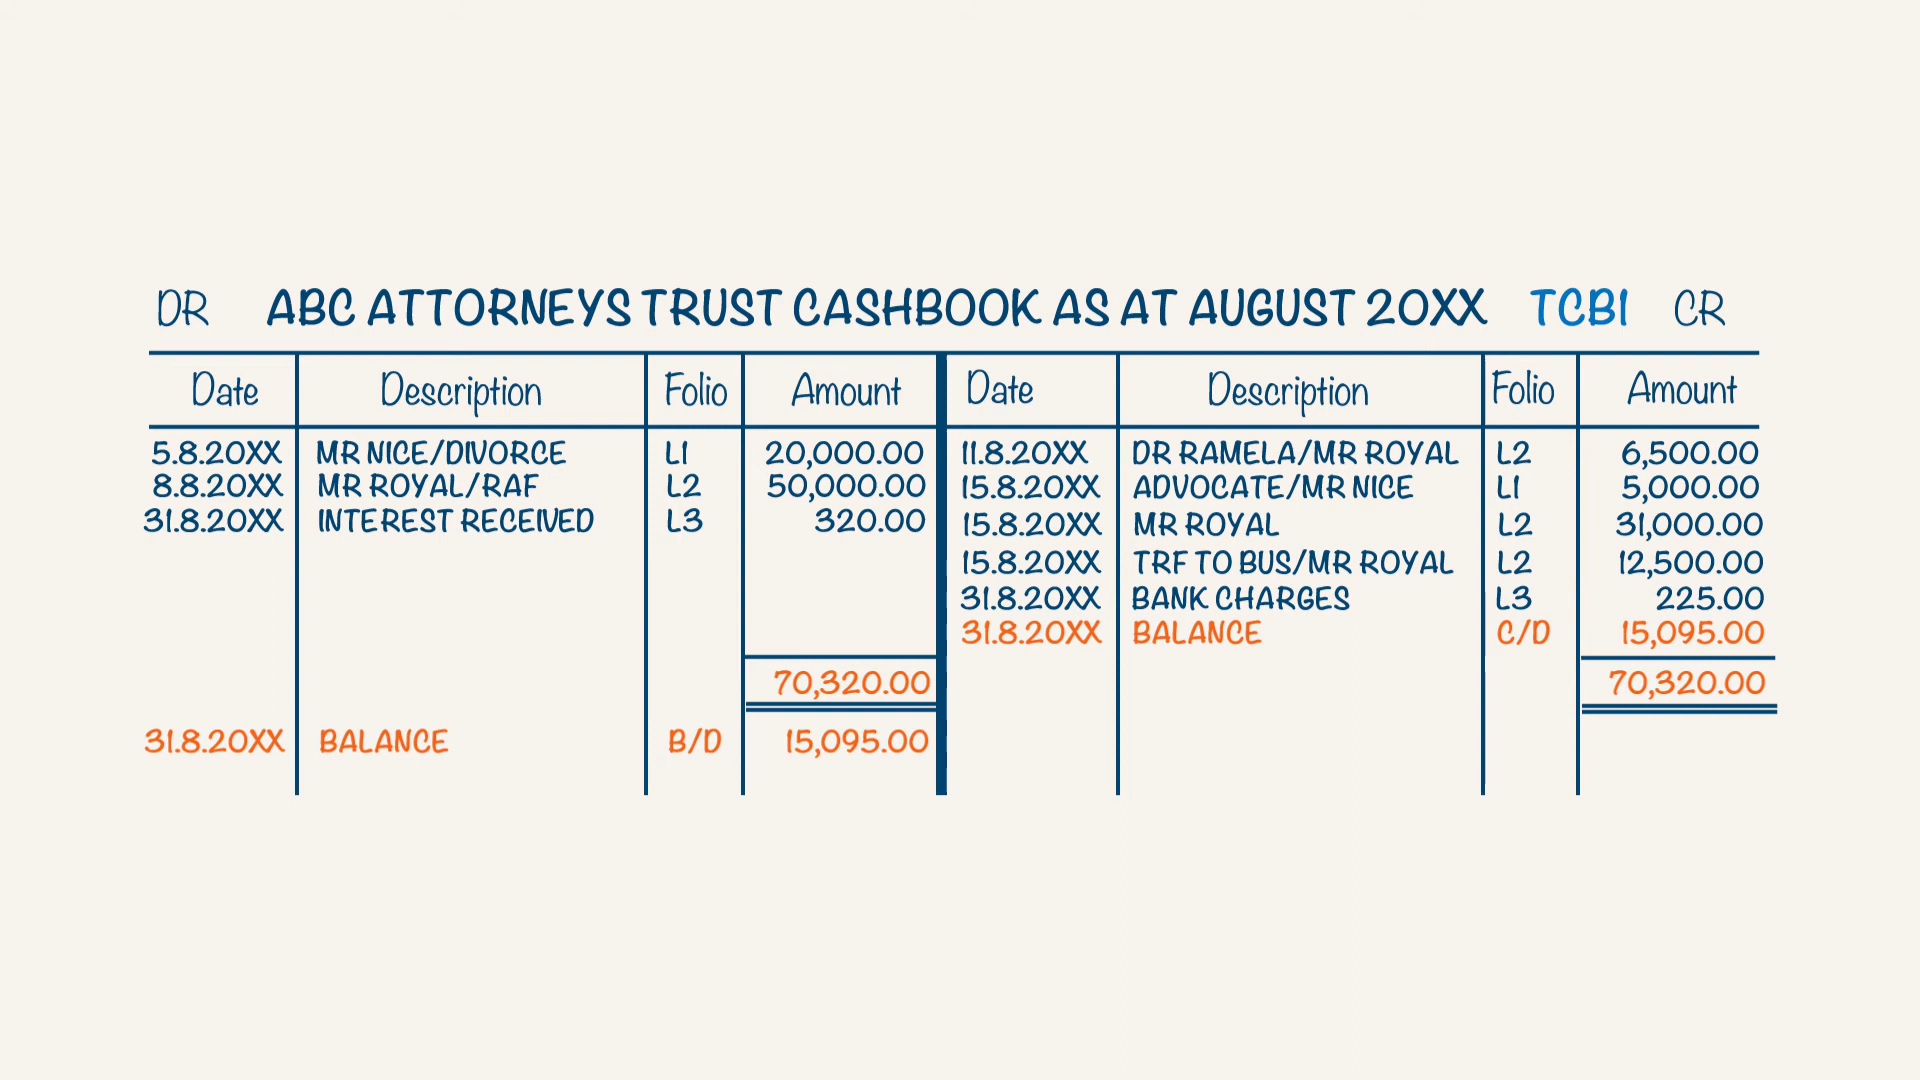 DR ABC ATTORNEYS TRUST CASHBOOK AS AT AUGUST 20XX TCB1 CR
Date Description Folio Amount Date Description Folio Amount
5.8.20XX MR NICE/DIVORCE L1 20,000.00 11.8.20XX DR RAMELA/MR ROYAL L2 6,500.00
8.8.20XX MR ROYAL/RAF L2 50,000.00 15.8.20XX ADVOCATE/MR NICE L1 5,000.00
31.8.20XX INTEREST RECEIVED L3 320.00 15.8.20XX MR ROYAL L2 31,000.00
15.8.20XX TRF TO BUS/MR ROYAL L2 12,500.00
31.8.20XX BANK CHARGES L3 225.00
31.8.20XX BALANCE C/D 15,095.00
70,320.00 70,320.00
31.8.20XX BALANCE B/D 15,095.00